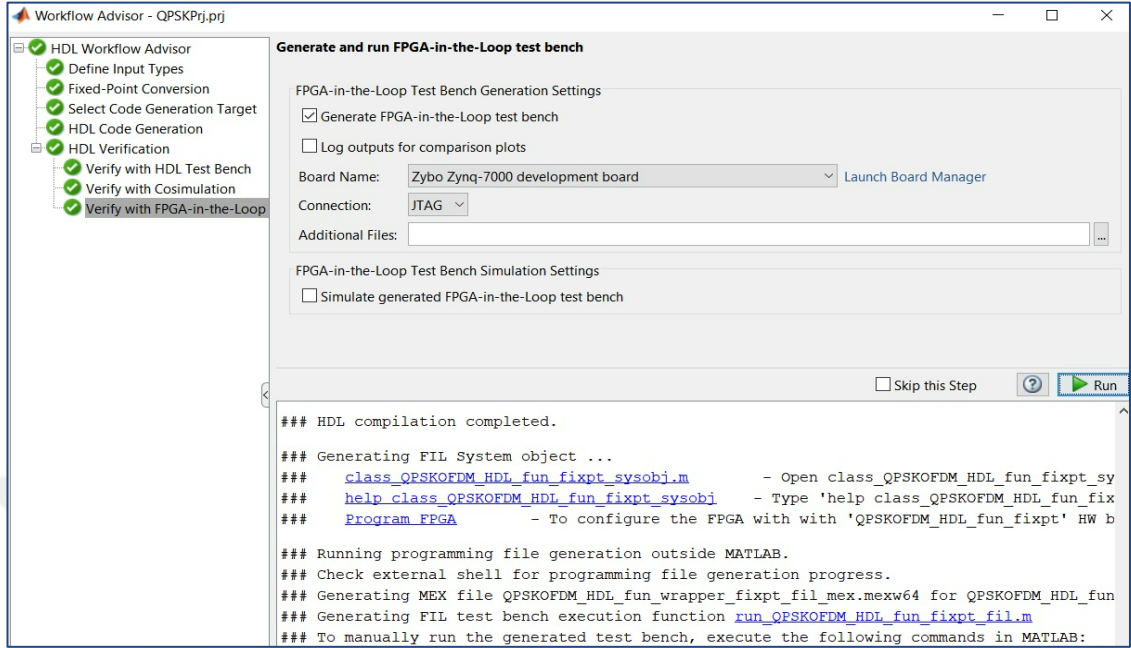 Workflow Advisor - QPSKPrj.prj
HDL Workflow Advisor
Define Input Types
Fixed-Point Conversion
Select Code Generation Target
HDL Code Generation
HDL Verification
Verify with HDL Test Bench
Verify with Cosimulation
Verify with FPGA-in-the-Loop
Generate and run FPGA-in-the-Loop test bench
FPGA-in-the-Loop Test Bench Generation Settings
Generate FPGA-in-the-Loop test bench
Log outputs for comparison plots
Board Name: Zybo Zynq-7000 development board Launch Board Manager
Connection: JTAG
Additional Files: ...
FPGA-in-the-Loop Test Bench Simulation Settings
Simulate generated FPGA-in-the-Loop test bench
Skip this Step ? Run
### HDL compilation completed.
### Generating FIL System object ...
### class_QPSKOFDM_HDL_fun_fixpt_sysobj.m - Open class_QPSKOFDM_HDL_fun_fixpt_sy
### help class_QPSKOFDM_HDL_fun_fixpt_sysobj - Type 'help class_QPSKOFDM_HDL_fun_fix
### Program FPGA - To configure the FPGA with with 'QPSKOFDM_HDL_fun_fixpt' HW b
### Running programming file generation outside MATLAB.
### Check external shell for programming file generation progress.
### Generating MEX file QPSKOFDM_HDL_fun_wrapper_fixpt_fil_mex.mexw64 for QPSKOFDM_HDL_fun
### Generating FIL test bench execution function run_QPSKOFDM_HDL_fun_fixpt_fil.m
### To manually run the generated test bench, execute the following commands in MATLAB: